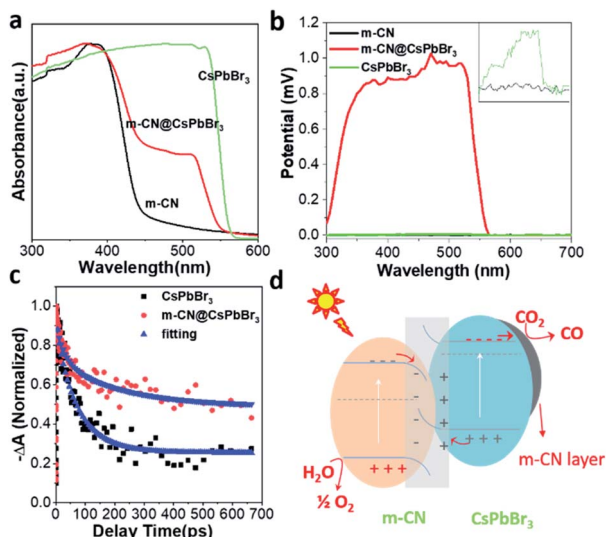 a
Absorbance(a.u.)
CsPbBr₃
m-CN@CsPbBr₃
m-CN
300 400 500 600
Wavelength(nm)
b
Potential (mV)
1.2
1.0
0.8
0.6
0.4
0.2
0.0
m-CN
m-CN@CsPbBr₃
CsPbBr₃
300 400 500 600 700
Wavelength (nm)
c
-ΔA (Normalized)
1.0
0.8
0.6
0.4
0.2
0.0
CsPbBr₃
m-CN@CsPbBr₃
fitting
0 100 200 300 400 500 600 700
Delay Time(ps)
d
CO₂
CO
- - - -
- - -
-
-
-
-
+
+
+
+
+ + +
H₂O
+ + +
½ O₂
m-CN layer
m-CN
CsPbBr₃